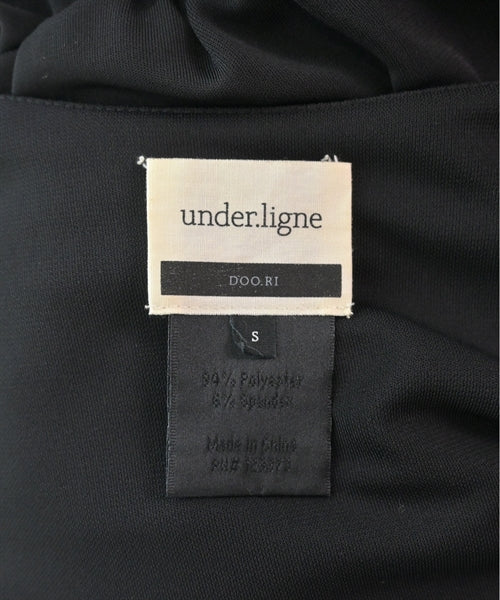 under.ligne
DOO.RI
S
94% Polyester
6% Spandex
Made in China